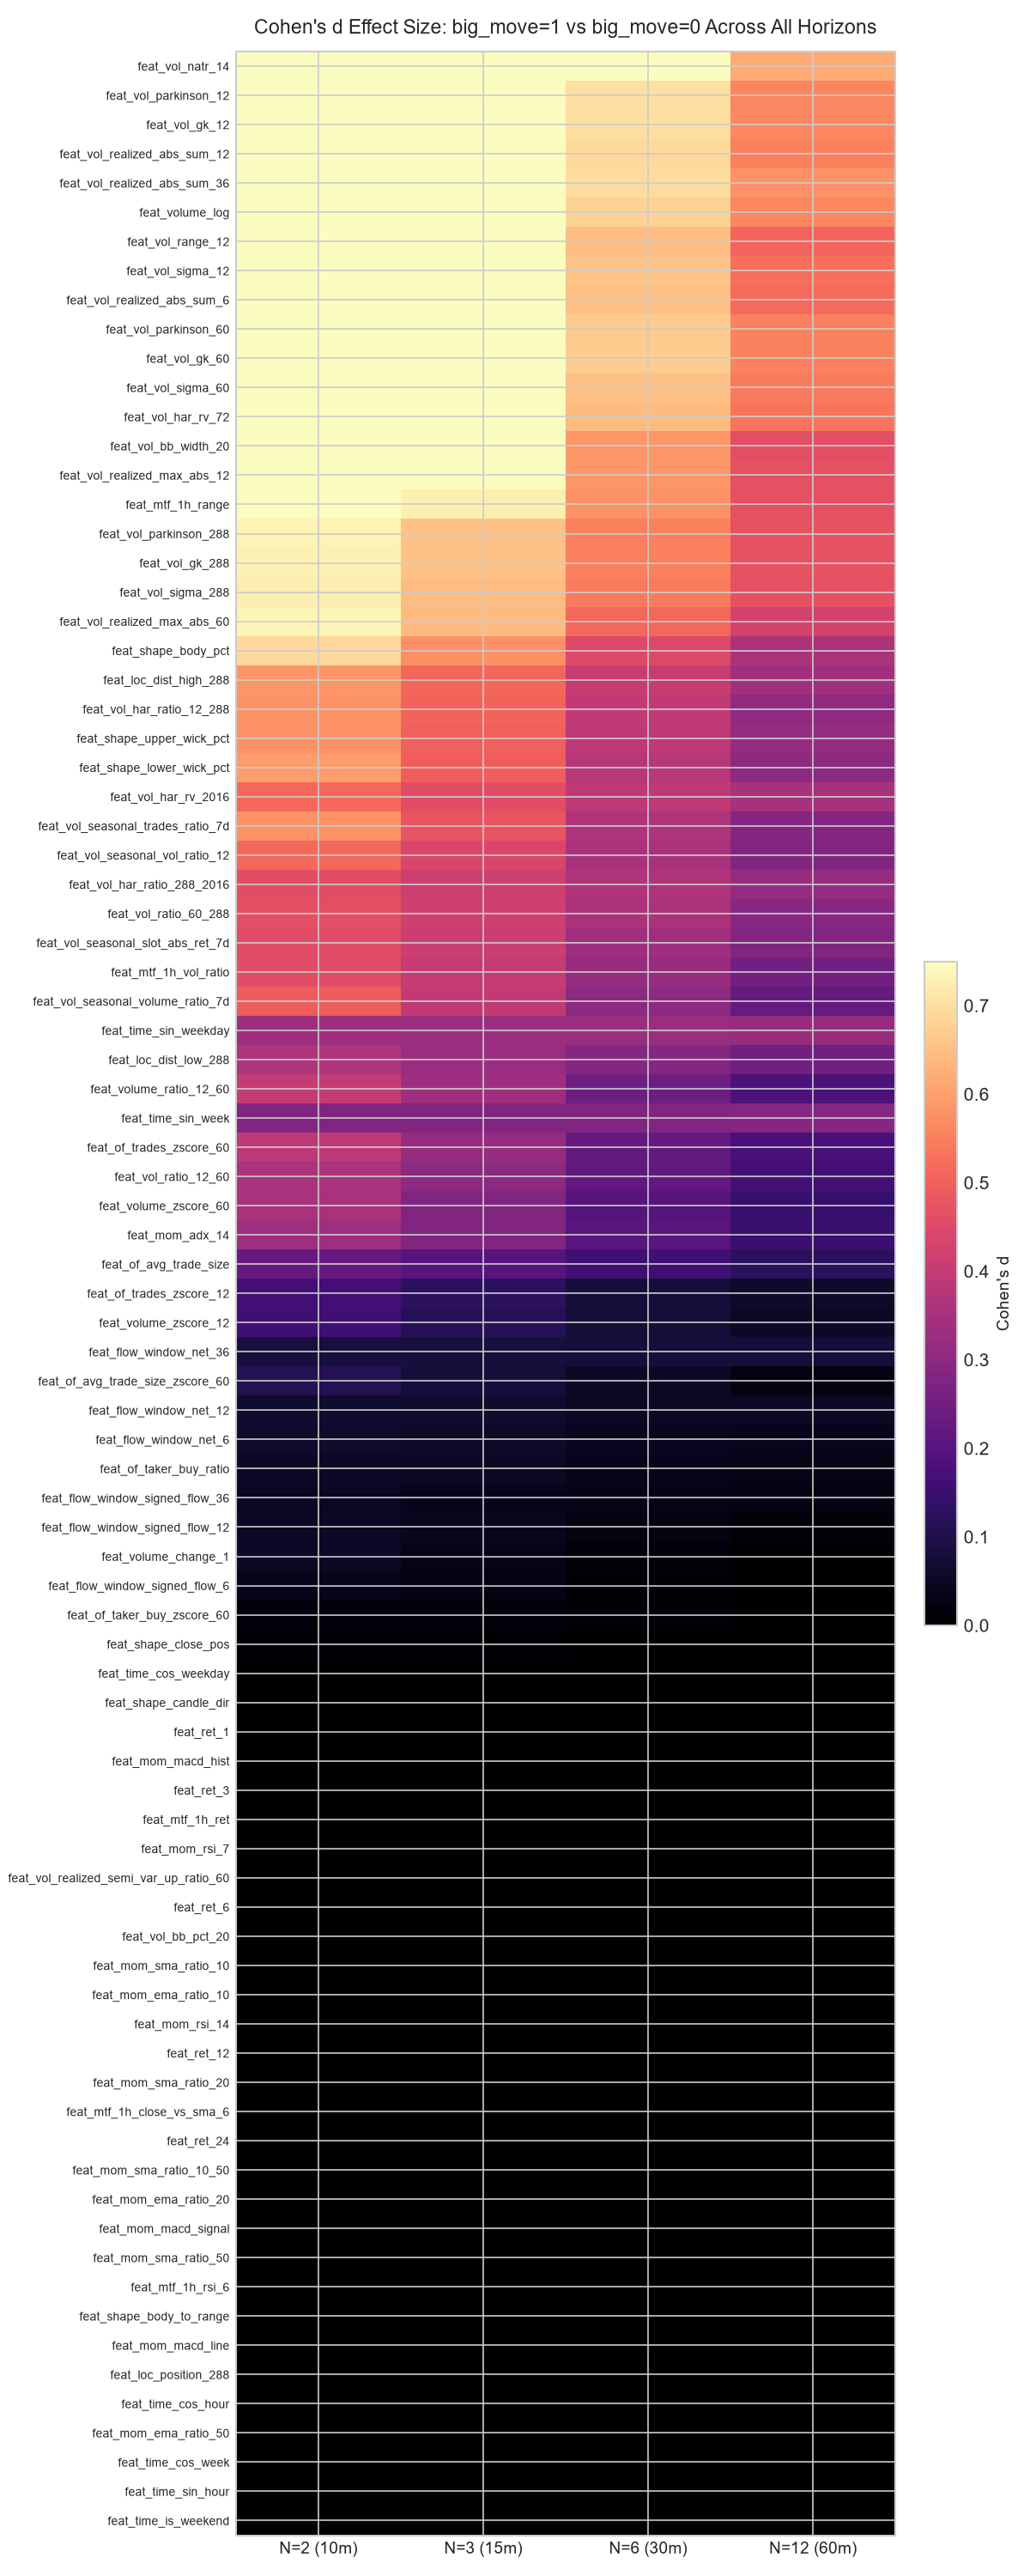 Cohen's d Effect Size: big_move=1 vs big_move=0 Across All Horizons
feat_vol_natr_14
feat_vol_parkinson_12
feat_vol_gk_12
feat_vol_realized_abs_sum_12
feat_vol_realized_abs_sum_36
feat_volume_log
feat_vol_range_12
feat_vol_sigma_12
feat_vol_realized_abs_sum_6
feat_vol_parkinson_60
feat_vol_gk_60
feat_vol_sigma_60
feat_vol_har_rv_72
feat_vol_bb_width_20
feat_vol_realized_max_abs_12
feat_mtf_1h_range
feat_vol_parkinson_288
feat_vol_gk_288
feat_vol_sigma_288
feat_vol_realized_max_abs_60
feat_shape_body_pct
feat_loc_dist_high_288
feat_vol_har_ratio_12_288
feat_shape_upper_wick_pct
feat_shape_lower_wick_pct
feat_vol_har_rv_2016
feat_vol_seasonal_trades_ratio_7d
feat_vol_seasonal_vol_ratio_12
feat_vol_har_ratio_288_2016
feat_vol_ratio_60_288
feat_vol_seasonal_slot_abs_ret_7d
feat_mtf_1h_vol_ratio
feat_vol_seasonal_volume_ratio_7d
feat_time_sin_weekday
feat_loc_dist_low_288
feat_volume_ratio_12_60
feat_time_sin_week
feat_of_trades_zscore_60
feat_vol_ratio_12_60
feat_volume_zscore_60
feat_mom_adx_14
feat_of_avg_trade_size
feat_of_trades_zscore_12
feat_volume_zscore_12
feat_flow_window_net_36
feat_of_avg_trade_size_zscore_60
feat_flow_window_net_12
feat_flow_window_net_6
feat_of_taker_buy_ratio
feat_flow_window_signed_flow_36
feat_flow_window_signed_flow_12
feat_volume_change_1
feat_flow_window_signed_flow_6
feat_of_taker_buy_zscore_60
feat_shape_close_pos
feat_time_cos_weekday
feat_shape_candle_dir
feat_ret_1
feat_mom_macd_hist
feat_ret_3
feat_mtf_1h_ret
feat_mom_rsi_7
feat_vol_realized_semi_var_up_ratio_60
feat_ret_6
feat_vol_bb_pct_20
feat_mom_sma_ratio_10
feat_mom_ema_ratio_10
feat_mom_rsi_14
feat_ret_12
feat_mom_sma_ratio_20
feat_mtf_1h_close_vs_sma_6
feat_ret_24
feat_mom_sma_ratio_10_50
feat_mom_ema_ratio_20
feat_mom_macd_signal
feat_mom_sma_ratio_50
feat_mtf_1h_rsi_6
feat_shape_body_to_range
feat_mom_macd_line
feat_loc_position_288
feat_time_cos_hour
feat_mom_ema_ratio_50
feat_time_cos_week
feat_time_sin_hour
feat_time_is_weekend
N=2 (10m)
N=3 (15m)
N=6 (30m)
N=12 (60m)
0.7
0.6
0.5
0.4
0.3
0.2
0.1
0.0
Cohen's d